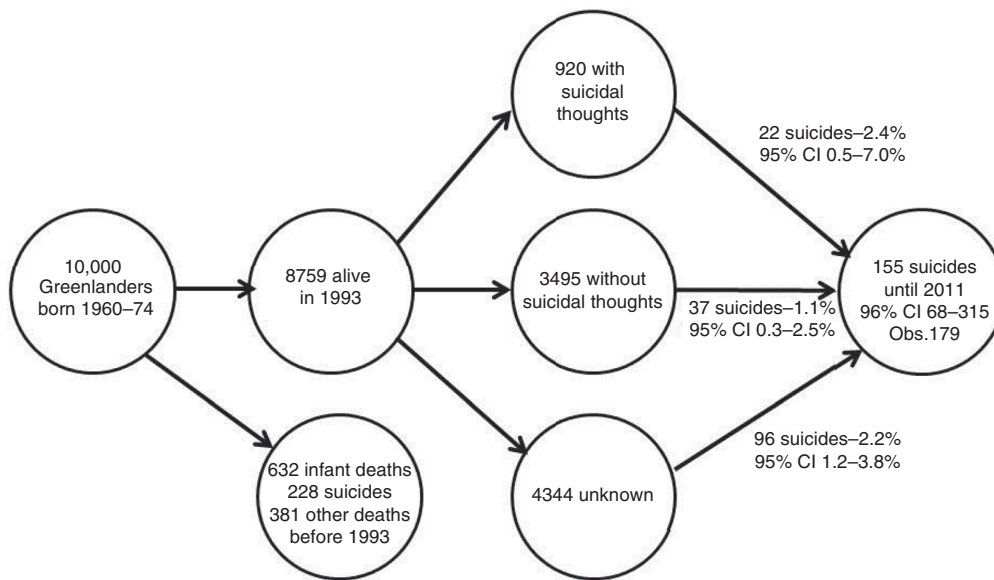 920 with
suicidal
thoughts
22 suicides–2.4%
95% CI 0.5–7.0%
10,000
Greenlanders
born 1960–74
8759 alive
in 1993
3495 without
suicidal thoughts
37 suicides–1.1%
95% CI 0.3–2.5%
155 suicides
until 2011
96% CI 68–315
Obs.179
632 infant deaths
228 suicides
381 other deaths
before 1993
4344 unknown
96 suicides–2.2%
95% CI 1.2–3.8%